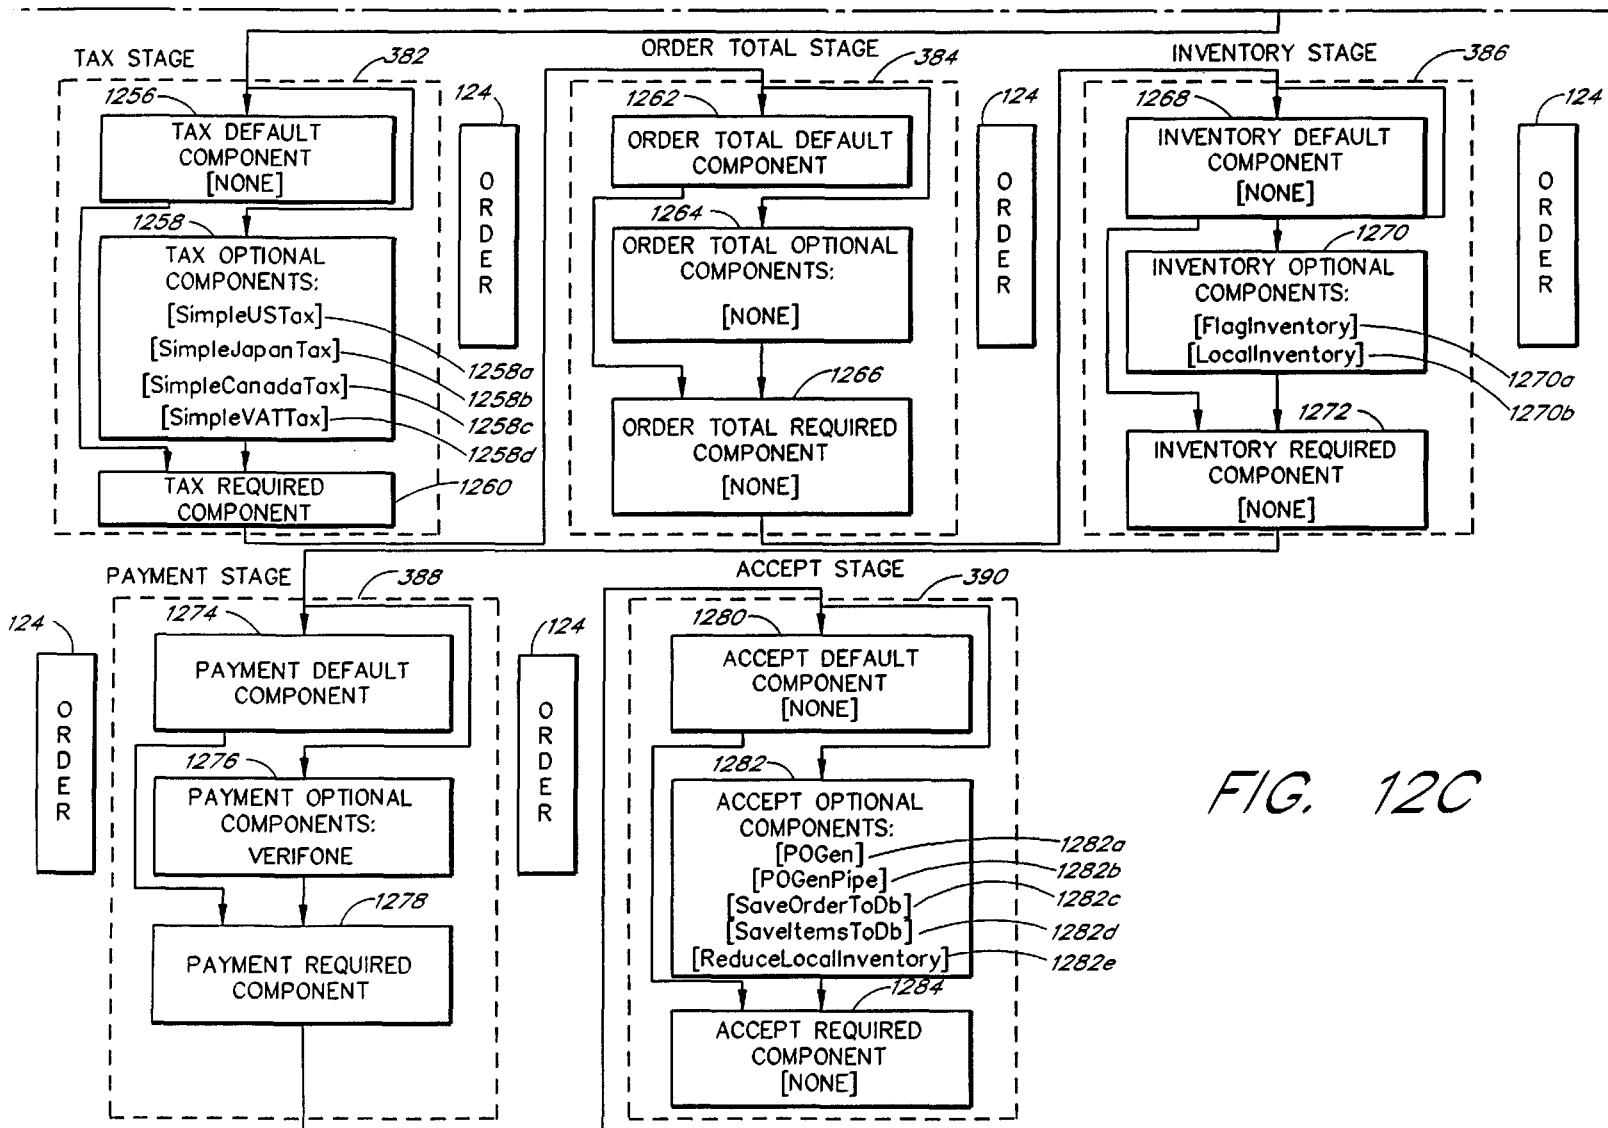 TAX STAGE
382
1256
TAX DEFAULT
COMPONENT
[NONE]
1258
TAX OPTIONAL
COMPONENTS:
[SimpleUSTax]
[SimpleJapanTax]
[SimpleCanadaTax]
[SimpleVATTax]
1258a
1258b
1258c
1258d
TAX REQUIRED
COMPONENT
1260
124
ORDER
ORDER TOTAL STAGE
384
1262
ORDER TOTAL DEFAULT
COMPONENT
1264
ORDER TOTAL OPTIONAL
COMPONENTS:
[NONE]
1266
ORDER TOTAL REQUIRED
COMPONENT
[NONE]
124
ORDER
INVENTORY STAGE
386
1268
INVENTORY DEFAULT
COMPONENT
[NONE]
1270
INVENTORY OPTIONAL
COMPONENTS:
[FlagInventory]
[LocalInventory]
1270a
1270b
1272
INVENTORY REQUIRED
COMPONENT
[NONE]
124
ORDER
124
ORDER
PAYMENT STAGE
388
1274
PAYMENT DEFAULT
COMPONENT
1276
PAYMENT OPTIONAL
COMPONENTS:
VERIFONE
1278
PAYMENT REQUIRED
COMPONENT
124
ORDER
ACCEPT STAGE
390
1280
ACCEPT DEFAULT
COMPONENT
[NONE]
1282
ACCEPT OPTIONAL
COMPONENTS:
[POGen]
[POGenPipe]
[SaveOrderToDb]
[SaveItemsToDb]
[ReduceLocalInventory]
1282a
1282b
1282c
1282d
1282e
1284
ACCEPT REQUIRED
COMPONENT
[NONE]
FIG. 12C